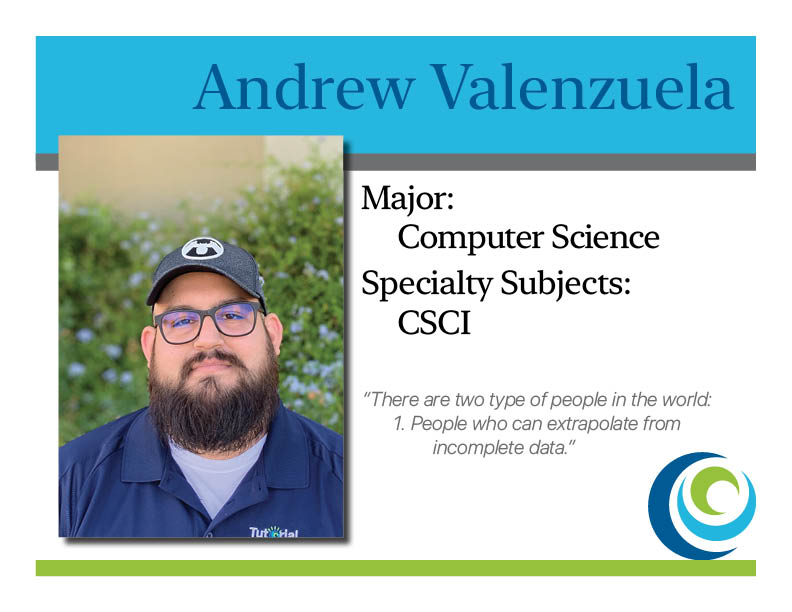 Andrew Valenzuela
Major:
Computer Science
Specialty Subjects:
CSCI
"There are two type of people in the world:
1. People who can extrapolate from
incomplete data."
Tutorial